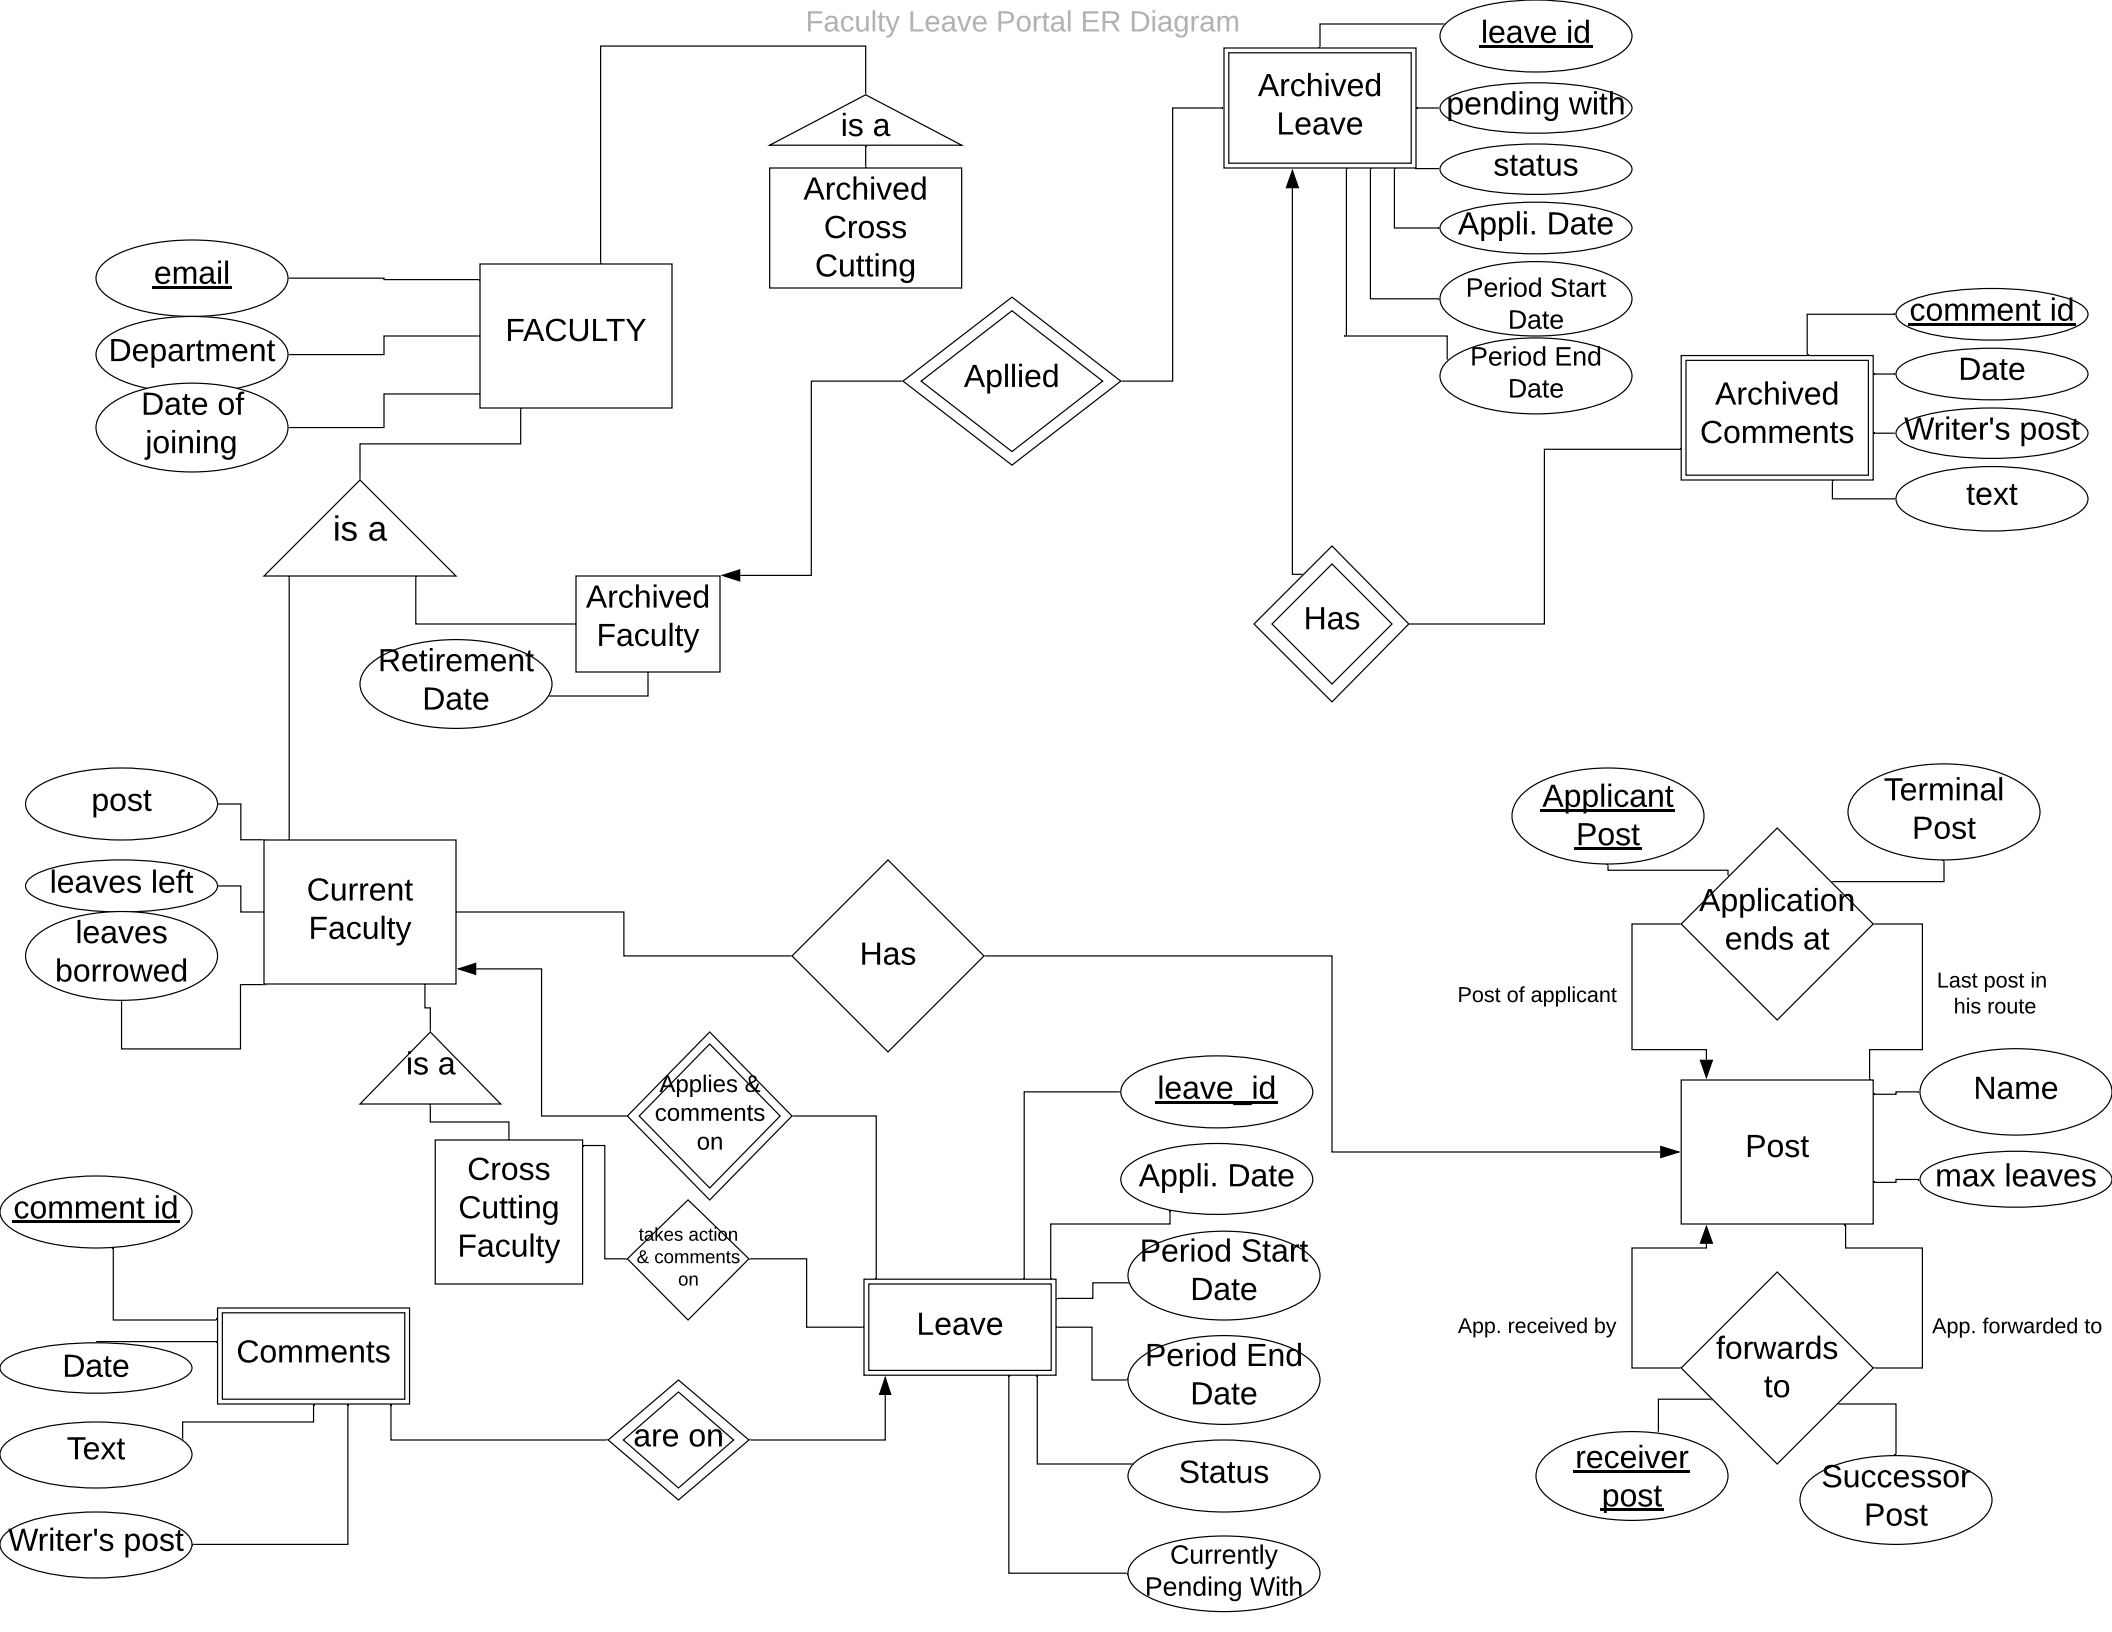 Faculty Leave Portal ER Diagram
leave id
Archived
Leave
pending with
is a
status
Archived
Cross
Cutting
Appli. Date
Period Start
Date
Period End
Date
email
Department
Date of
joining
FACULTY
Apllied
comment id
Date
Writer's post
text
Archived
Comments
is a
Archived
Faculty
Retirement
Date
Has
post
leaves left
leaves
borrowed
Current
Faculty
Has
Applicant
Post
Terminal
Post
Application
ends at
Post of applicant
Last post in
his route
is a
Applies &
comments
on
leave_id
Name
Appli. Date
Post
max leaves
Cross
Cutting
Faculty
takes action
& comments
on
comment id
Period Start
Date
Comments
Date
Leave
Period End
Date
App. received by
App. forwarded to
forwards
to
Text
are on
Status
receiver
post
Successor
Post
Writer's post
Currently
Pending With